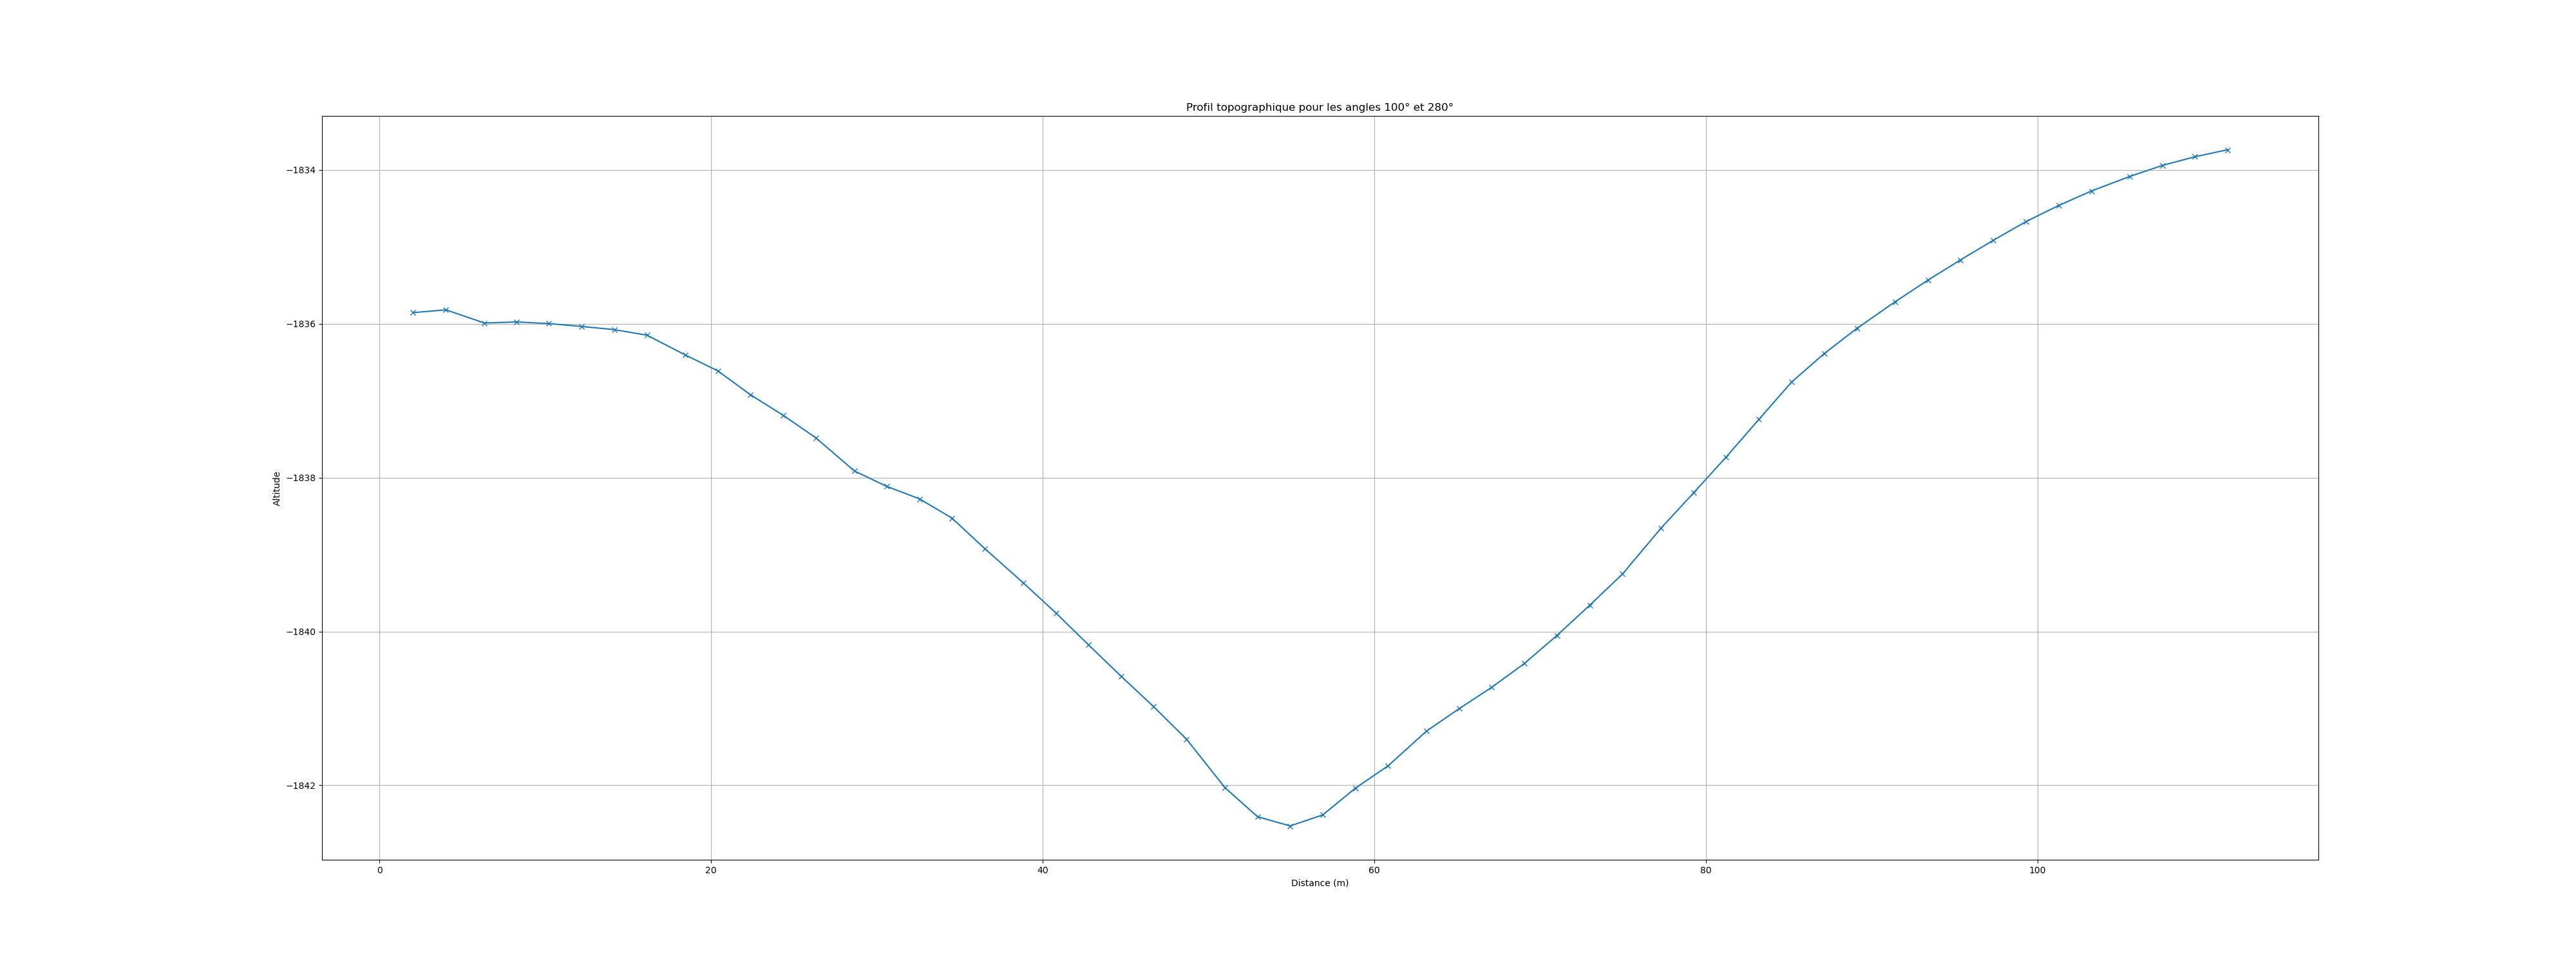 Profil topographique pour les angles 100° et 280°
Altitude
−1834
−1836
−1838
−1840
−1842
0 20 40 60 80 100
Distance (m)